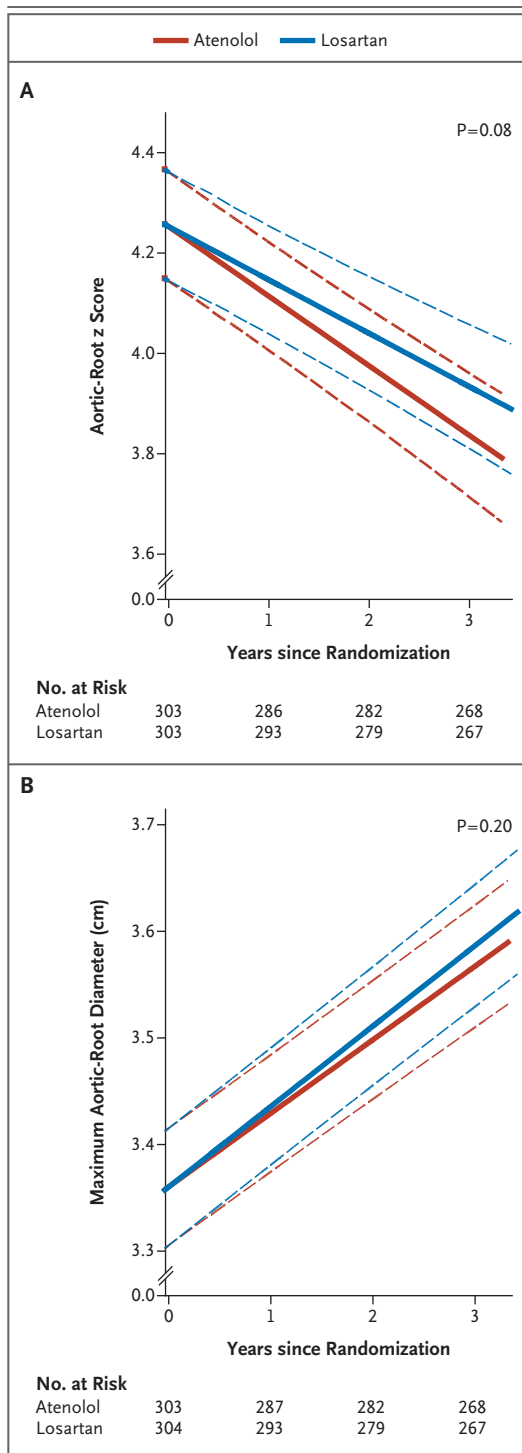 Atenolol Losartan
A
P=0.08
4.4
4.2
4.0
3.8
3.6
0.0
Aortic-Root z Score
0 1 2 3
Years since Randomization
No. at Risk
Atenolol 303 286 282 268
Losartan 303 293 279 267
B
P=0.20
3.7
3.6
3.5
3.4
3.3
0.0
Maximum Aortic-Root Diameter (cm)
0 1 2 3
Years since Randomization
No. at Risk
Atenolol 303 287 282 268
Losartan 304 293 279 267